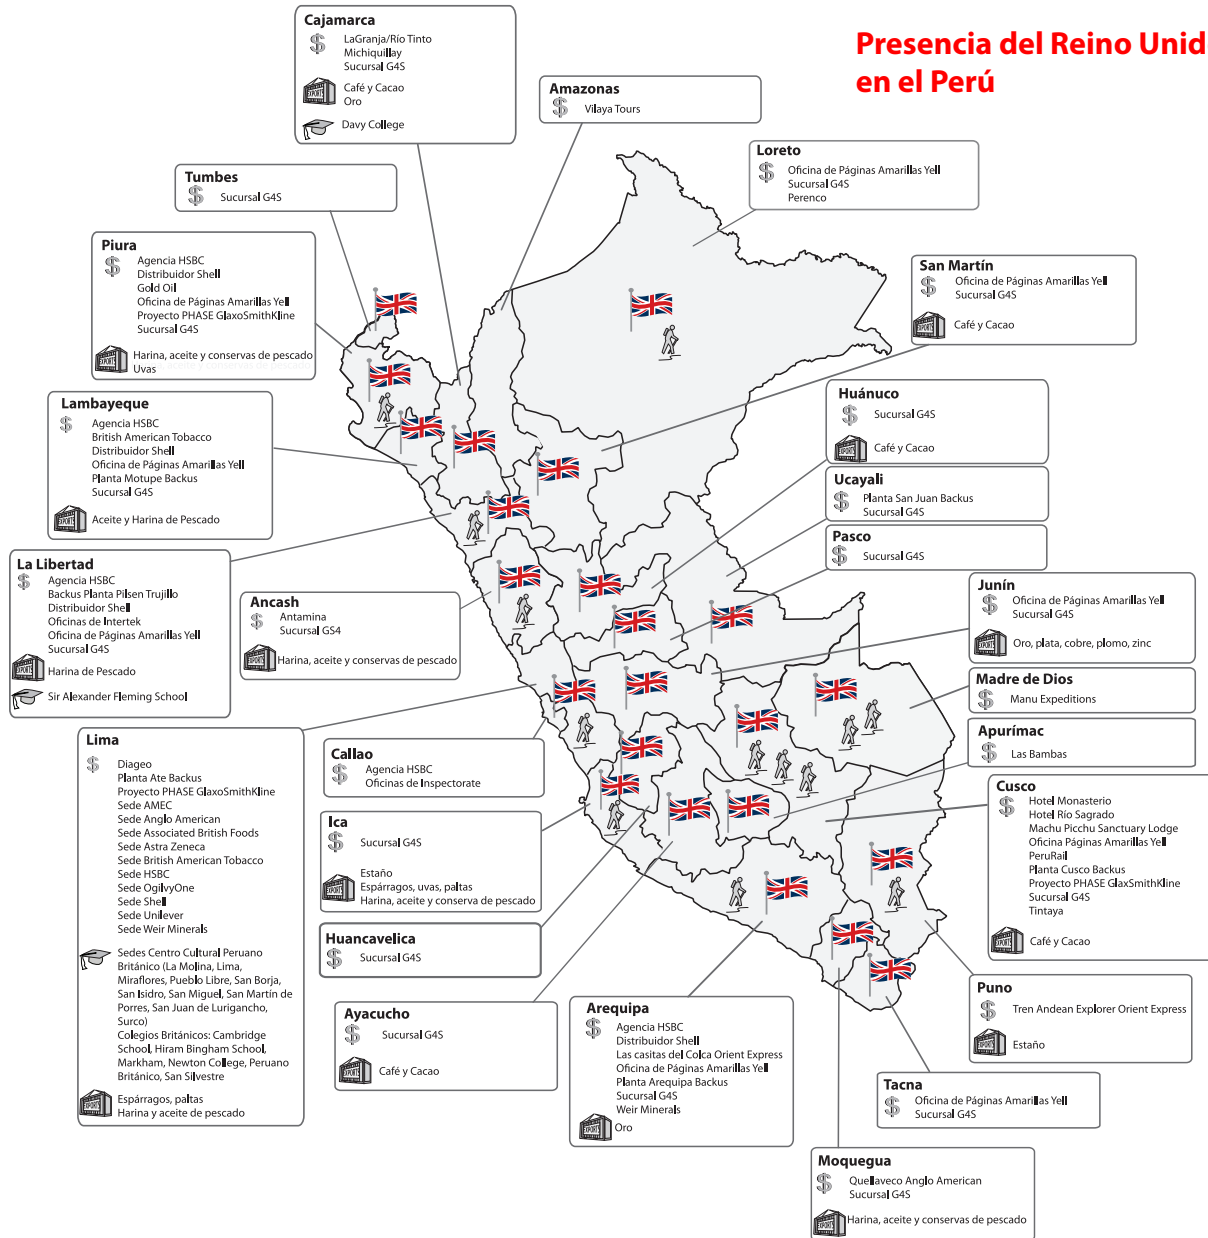 Presencia del Reino Unid
en el Perú
Cajamarca
LaGranja/Río Tinto
Michiquillay
Sucursal G4S
EXPORTS
Café y Cacao
Oro
Davy College
Amazonas
Vilaya Tours
Loreto
Oficina de Páginas Amarillas Yell
Sucursal G4S
Perenco
Tumbes
Sucursal G4S
Piura
Agencia HSBC
Distribuidor Shell
Gold Oil
Oficina de Páginas Amarillas Yell
Proyecto PHASE GlaxoSmithKline
Sucursal G4S
EXPORTS
Harina, aceite y conservas de pescado
Uvas
San Martín
Oficina de Páginas Amarillas Yell
Sucursal G4S
EXPORTS
Café y Cacao
Lambayeque
Agencia HSBC
British American Tobacco
Distribuidor Shell
Oficina de Páginas Amarillas Yell
Planta Motupe Backus
Sucursal G4S
EXPORTS
Aceite y Harina de Pescado
Huánuco
Sucursal G4S
EXPORTS
Café y Cacao
Ucayali
Planta San Juan Backus
Sucursal G4S
Pasco
Sucursal G4S
La Libertad
Agencia HSBC
Backus Planta Pilsen Trujillo
Distribuidor Shell
Oficinas de Intertek
Oficina de Páginas Amarillas Yell
Sucursal G4S
EXPORTS
Harina de Pescado
Sir Alexander Fleming School
Ancash
Antamina
Sucursal GS4
EXPORTS
Harina, aceite y conservas de pescado
Junín
Oficina de Páginas Amarillas Yell
Sucursal G4S
EXPORTS
Oro, plata, cobre, plomo, zinc
Madre de Dios
Manu Expeditions
Apurímac
Las Bambas
Lima
Diageo
Planta Ate Backus
Proyecto PHASE GlaxoSmithKline
Sede AMEC
Sede Anglo American
Sede Associated British Foods
Sede Astra Zeneca
Sede British American Tobacco
Sede HSBC
Sede OgilvyOne
Sede Shell
Sede Unilever
Sede Weir Minerals
Sedes Centro Cultural Peruano
Británico (La Molina, Lima,
Miraflores, Pueblo Libre, San Borja,
San Isidro, San Miguel, San Martín de
Porres, San Juan de Lurigancho,
Surco)
Colegios Británicos: Cambridge
School, Hiram Bingham School,
Markham, Newton College, Peruano
Británico, San Silvestre
EXPORTS
Espárragos, paltas
Harina y aceite de pescado
Callao
Agencia HSBC
Oficinas de Inspectorate
Ica
Sucursal G4S
EXPORTS
Estaño
Espárragos, uvas, paltas
Harina, aceite y conserva de pescado
Huancavelica
Sucursal G4S
Ayacucho
Sucursal G4S
EXPORTS
Café y Cacao
Cusco
Hotel Monasterio
Hotel Río Sagrado
Machu Picchu Sanctuary Lodge
Oficina Páginas Amarillas Yell
PeruRail
Planta Cusco Backus
Proyecto PHASE GlaxSmithKline
Sucursal G4S
Tintaya
EXPORTS
Café y Cacao
Arequipa
Agencia HSBC
Distribuidor Shell
Las casitas del Colca Orient Express
Oficina de Páginas Amarillas Yell
Planta Arequipa Backus
Sucursal G4S
Weir Minerals
EXPORTS
Oro
Puno
Tren Andean Explorer Orient Express
EXPORTS
Estaño
Tacna
Oficina de Páginas Amarillas Yell
Sucursal G4S
Moquegua
Quellaveco Anglo American
Sucursal G4S
EXPORTS
Harina, aceite y conservas de pescado